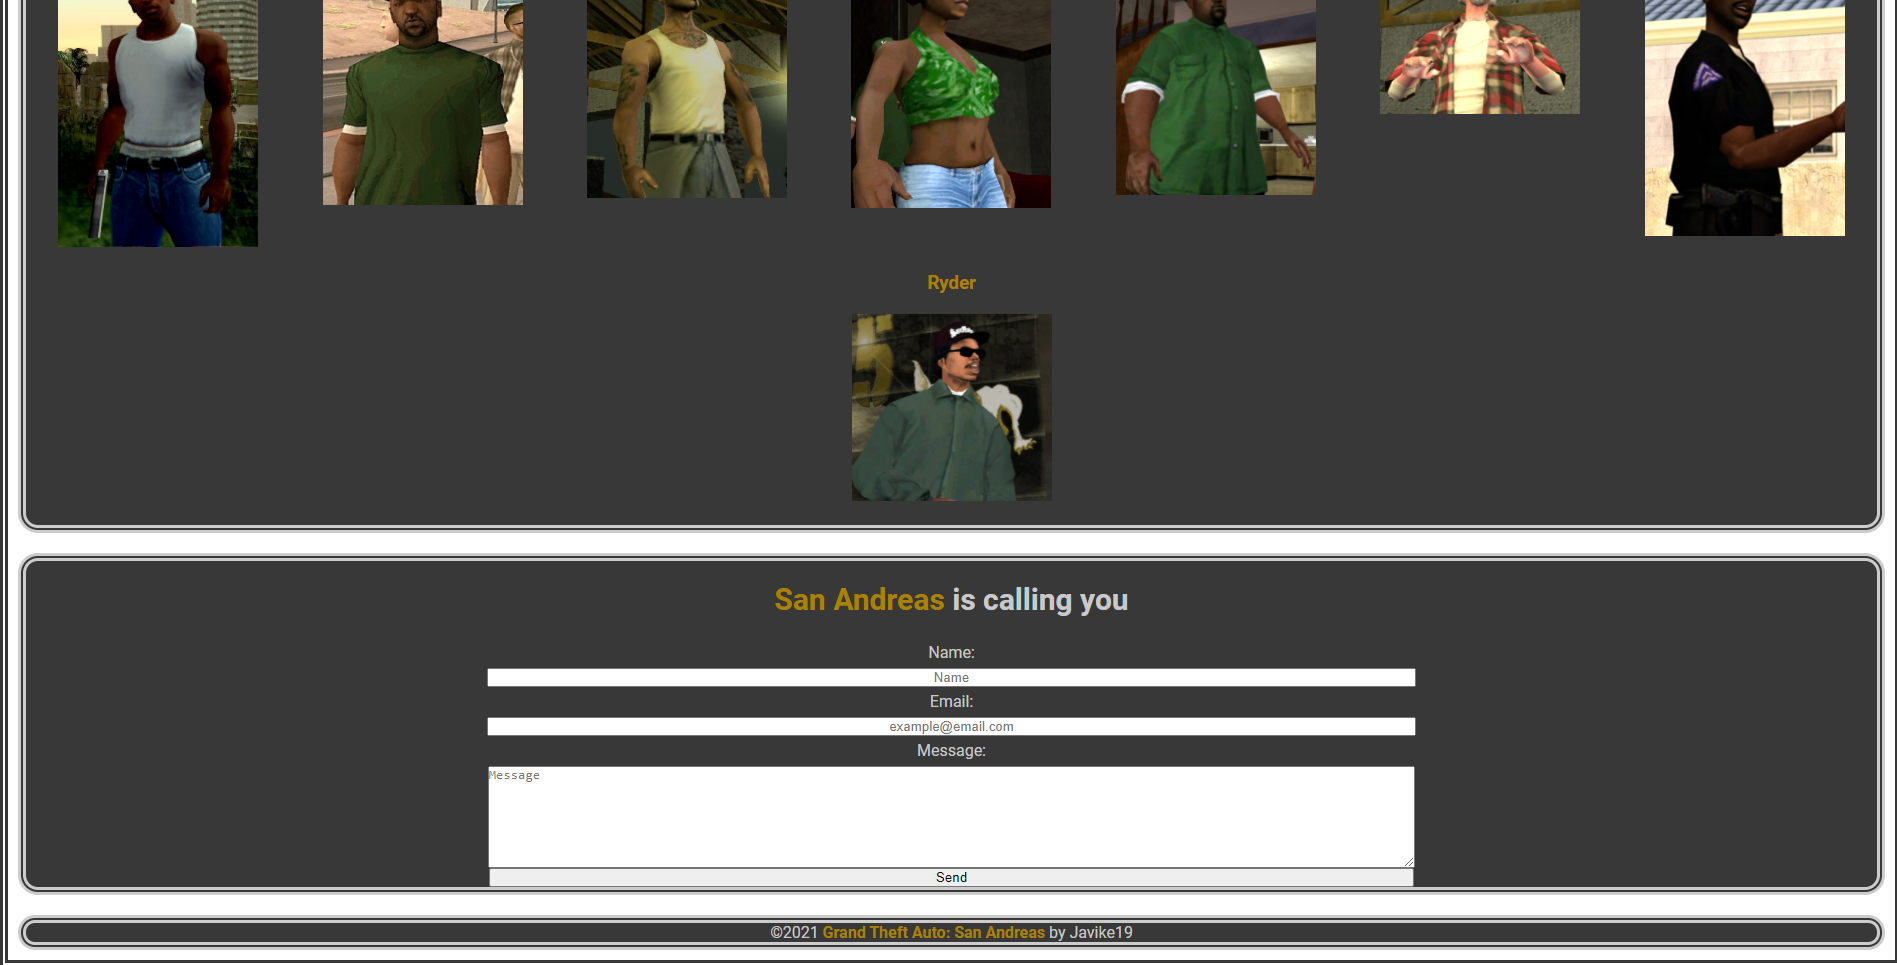 Ryder
San Andreas is calling you
Name:
Name
Email:
example@email.com
Message:
Message
Send
©2021 Grand Theft Auto: San Andreas by Javike19